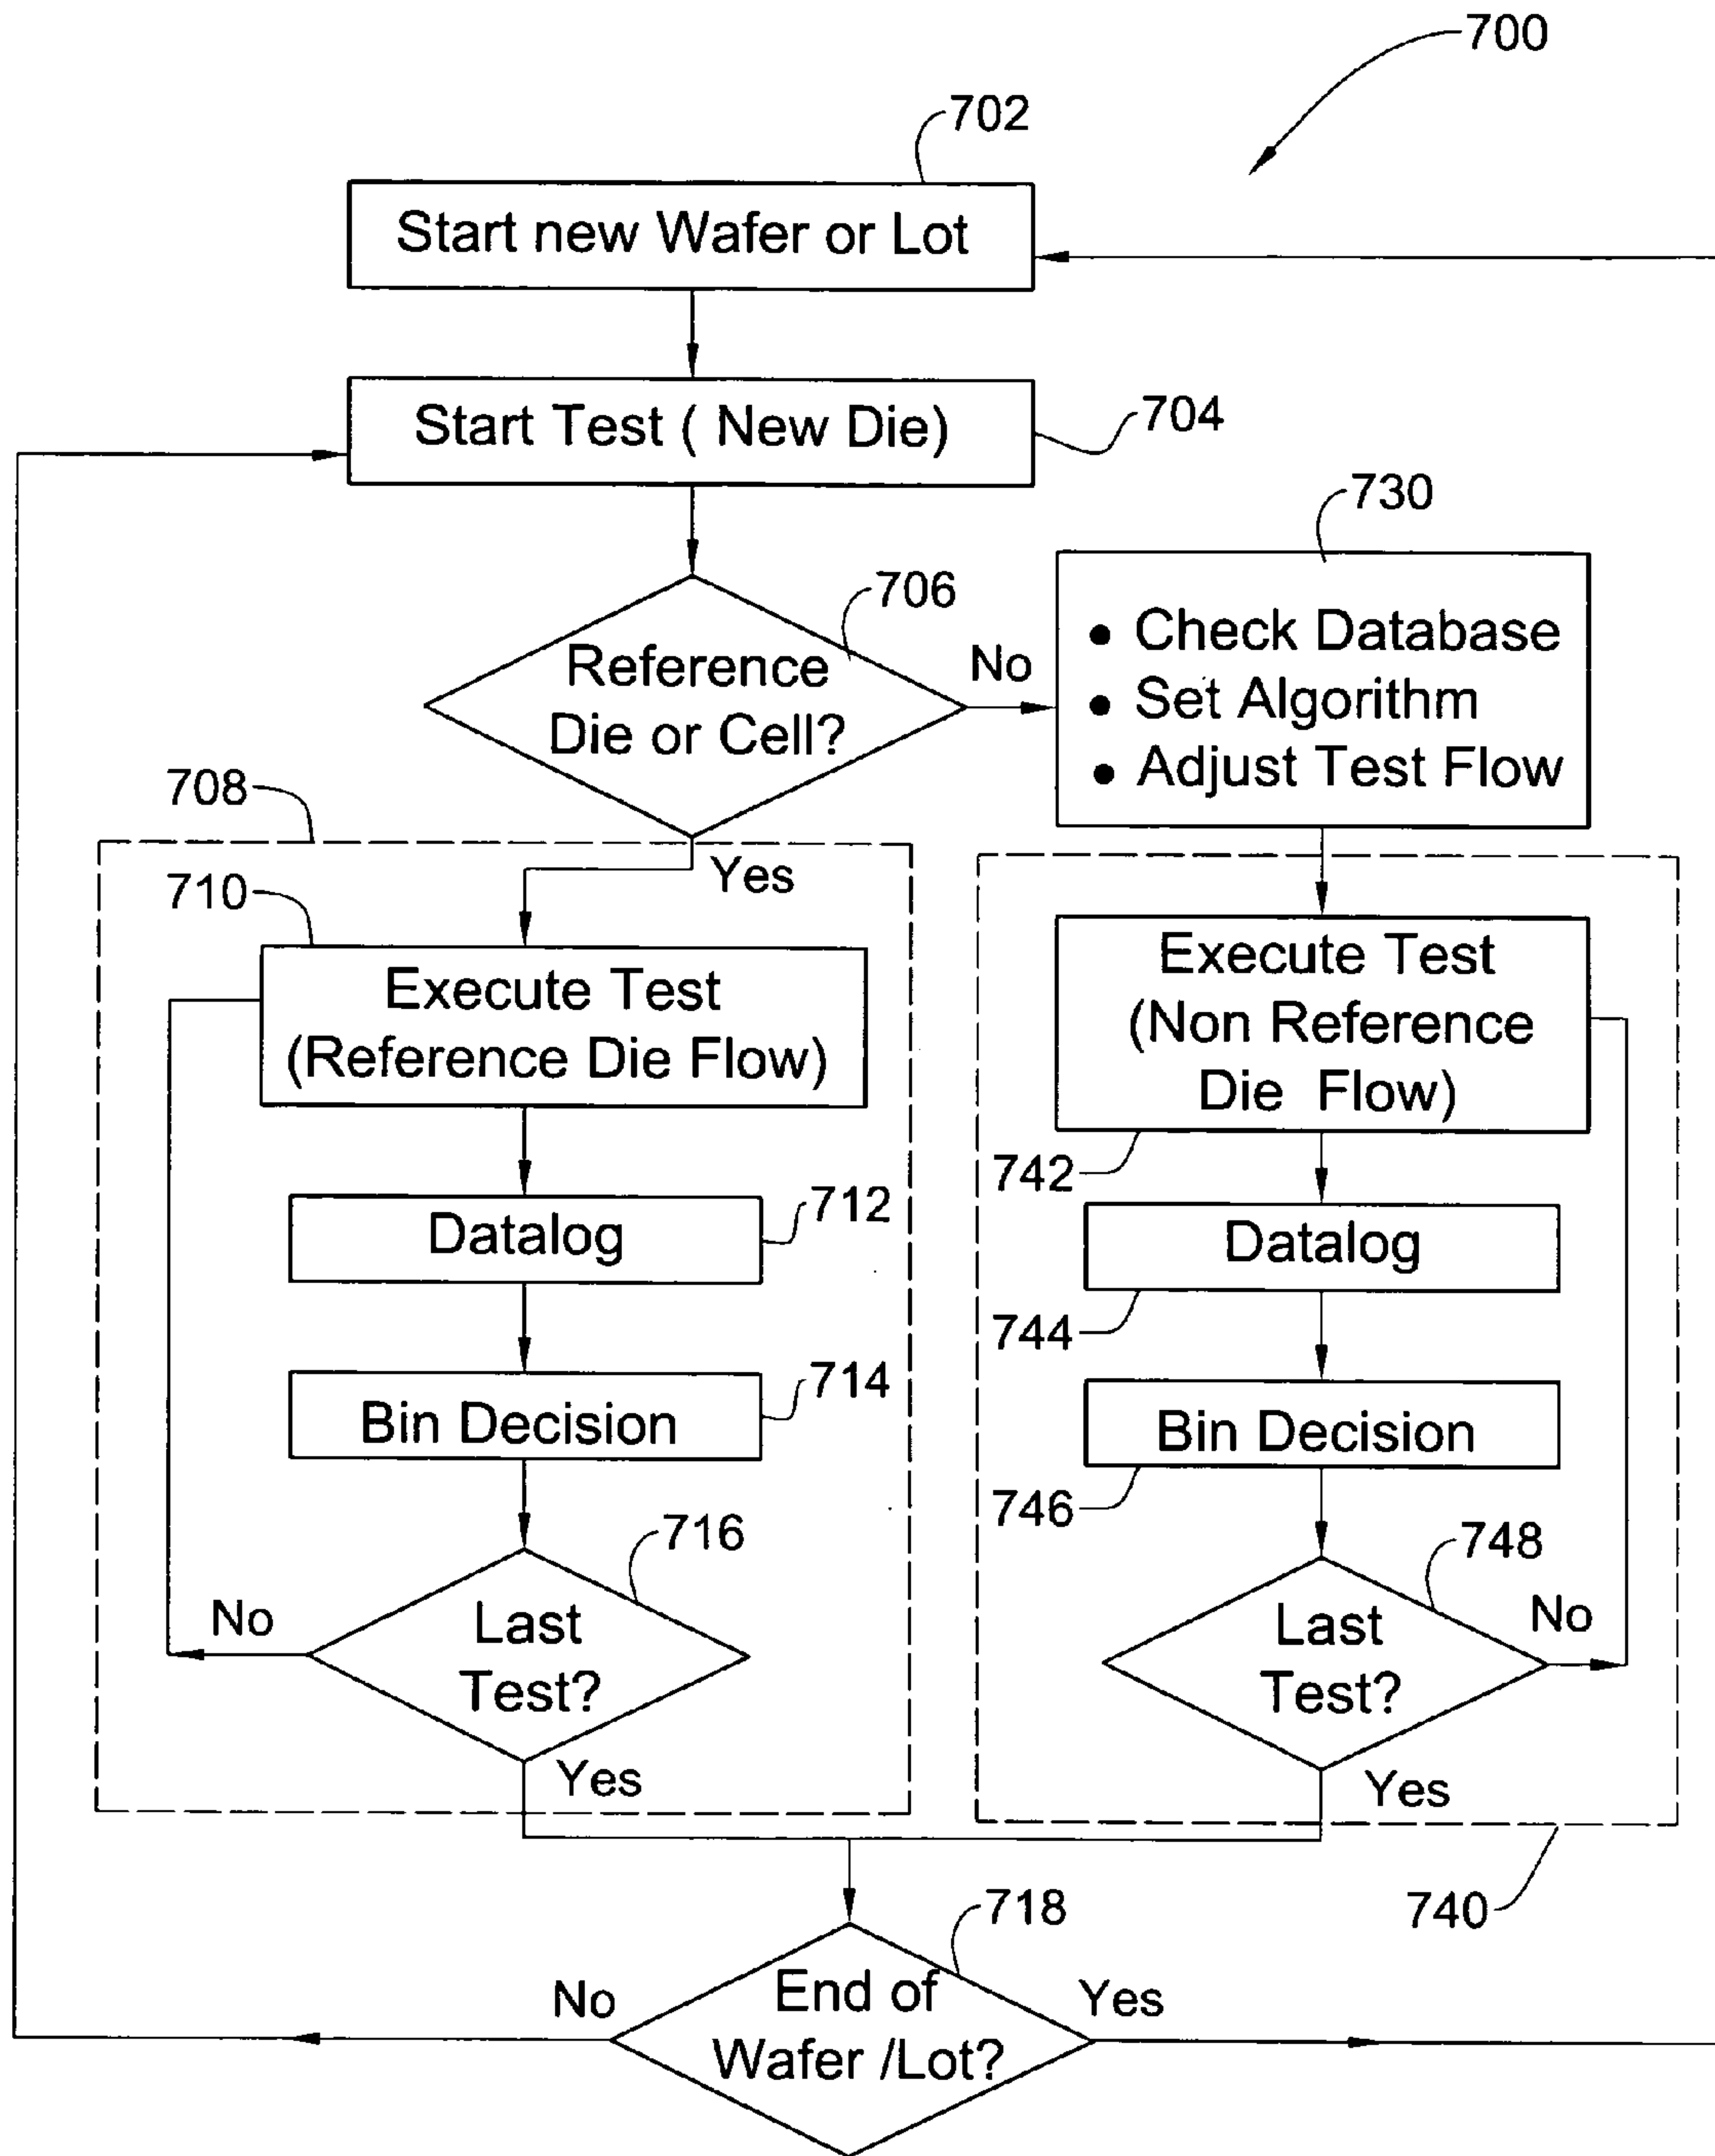 700
702
Start new Wafer or Lot
Start Test ( New Die)
704
730
706
Reference
Die or Cell?
No
• Check Database
• Set Algorithm
• Adjust Test Flow
708
Yes
710
Execute Test
(Reference Die Flow)
Execute Test
(Non Reference
Die Flow)
742
Datalog
712
Datalog
744
Bin Decision
714
Bin Decision
746
716
748
No
Last
Test?
Last
Test?
No
Yes
Yes
740
718
No
End of
Wafer /Lot?
Yes